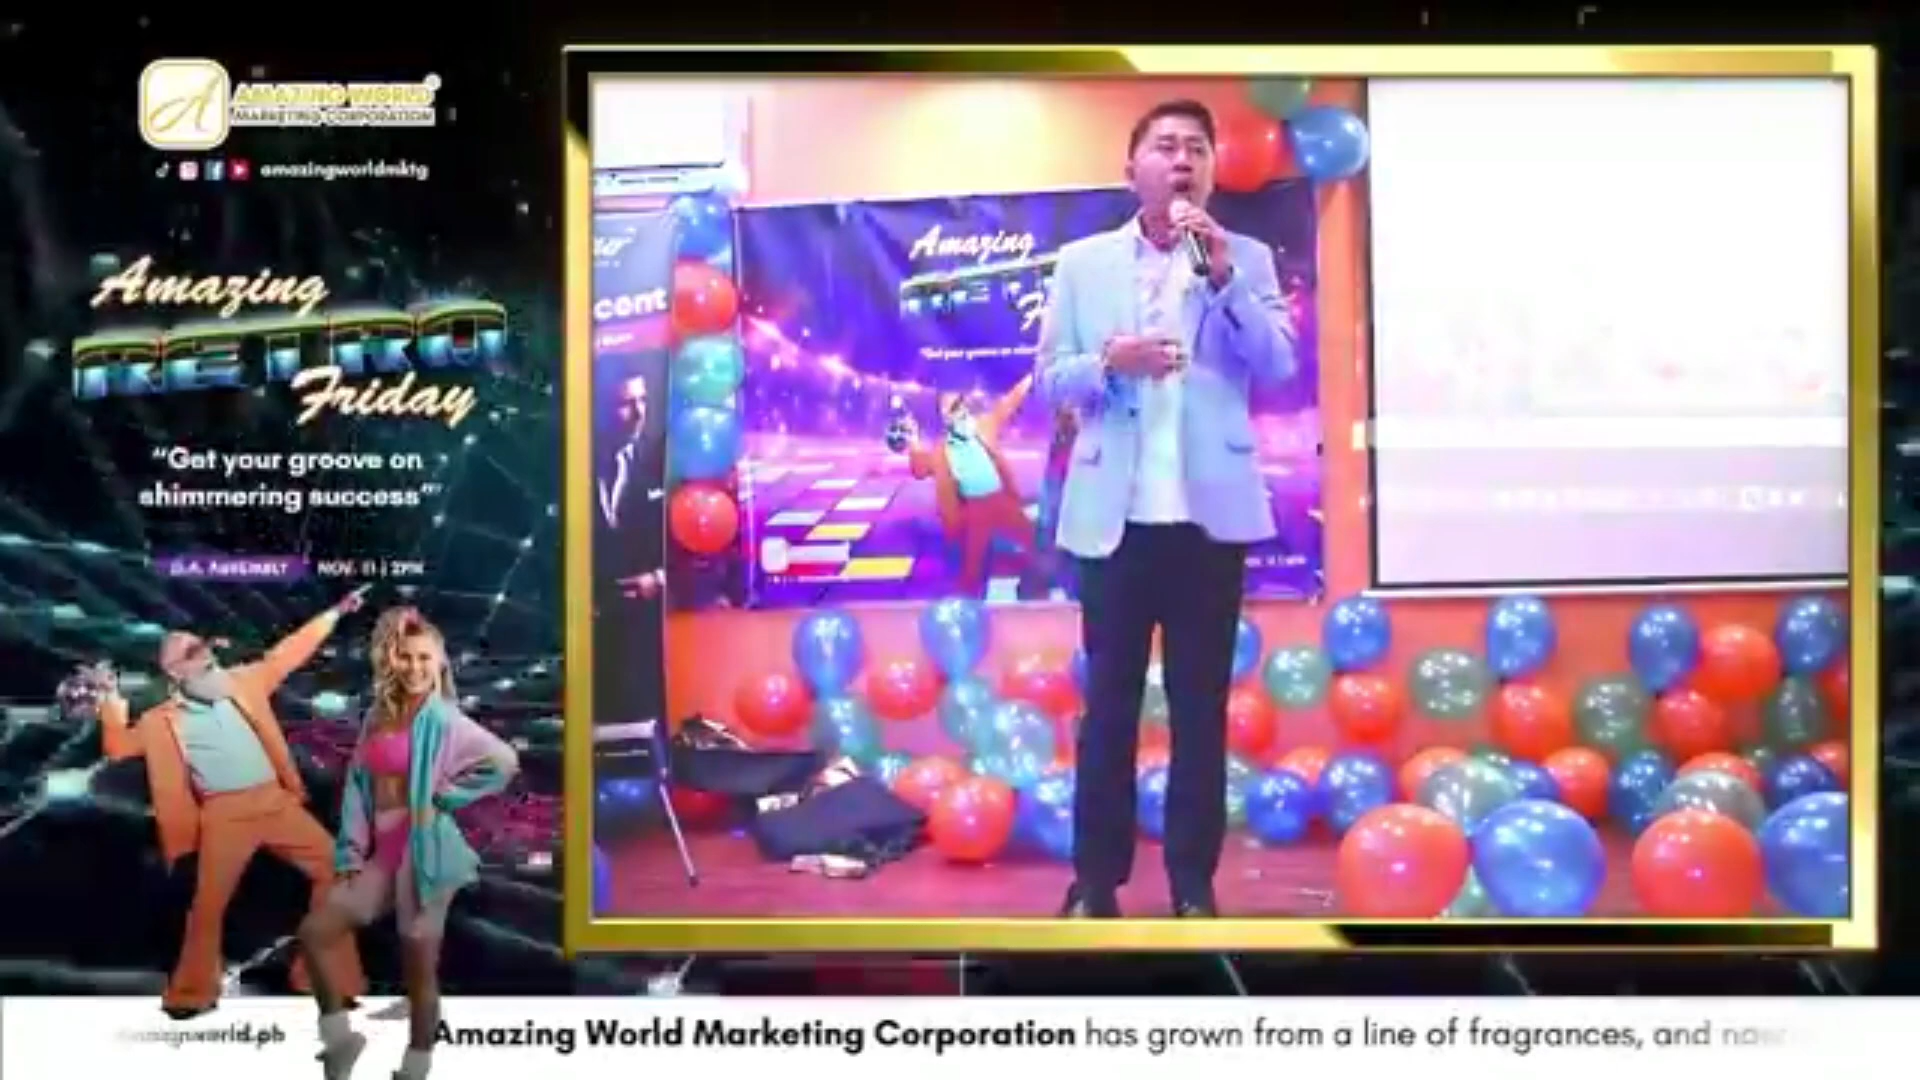 AMAZING WORLD
MARKETING CORPORATION
amazingworldmktg
Amazing
RETRO
Friday
"Get your groove on
shimmering success"
NOV. 11 | 2PM
Amazing
cent
Amazing World Marketing Corporation has grown from a line of fragrances, and